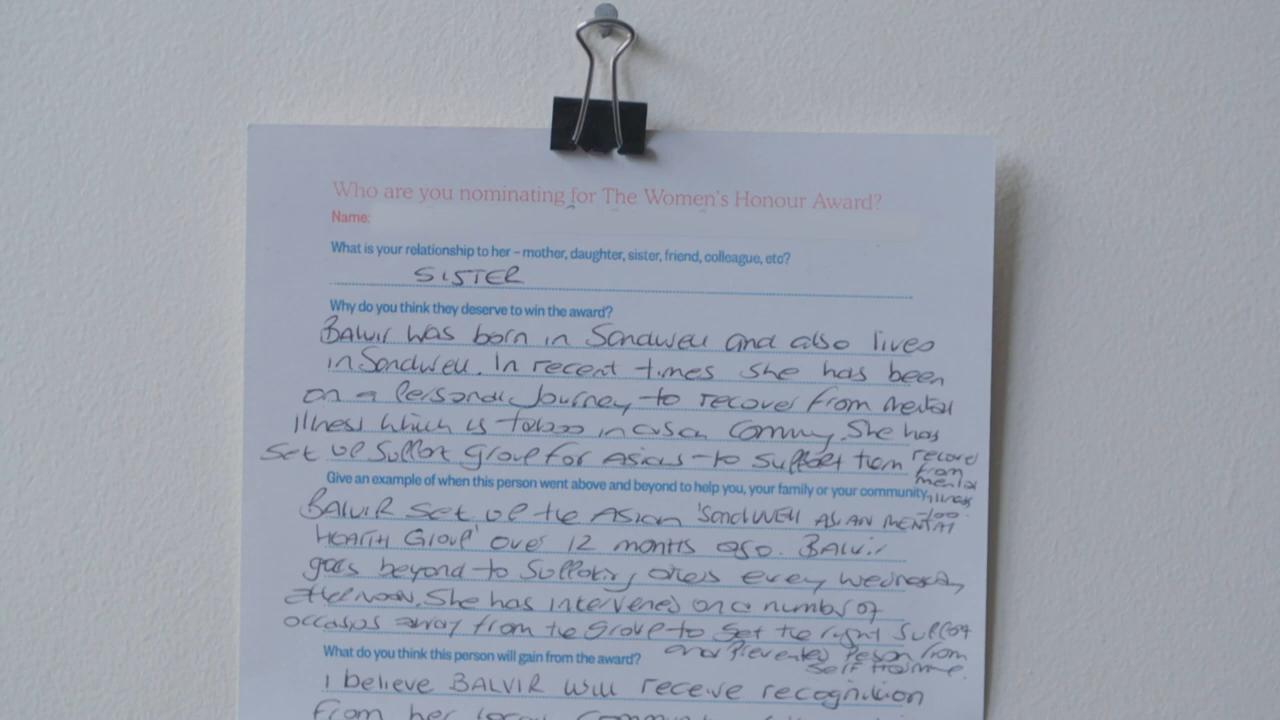 Who are you nominating for The Women's Honour Award?
Name:
What is your relationship to her – mother, daughter, sister, friend, colleague, etc?
SISTER
Why do you think they deserve to win the award?
BALVIR was born in Sandwell and also lives
in Sandwell. In recent times she has been
on a Personal Journey to recover from mental
illness which is taboo in Asian Commuy. She has
set up support group for Asians to support them
from
mental
illness
too.
Give an example of when this person went above and beyond to help you, your family or your community.
BALVIR set up the Asian 'SANDWELL ASIAN MENTAL
HEALTH Group' over 12 months ago. BALVIR
goes beyond to supporting others every Wednesday
afternoon. She has intervened on a number of
away from the group to get the right support
and prevented person from
self
What do you think this person will gain from the award?
I believe BALVIR will receive recognition
from her local